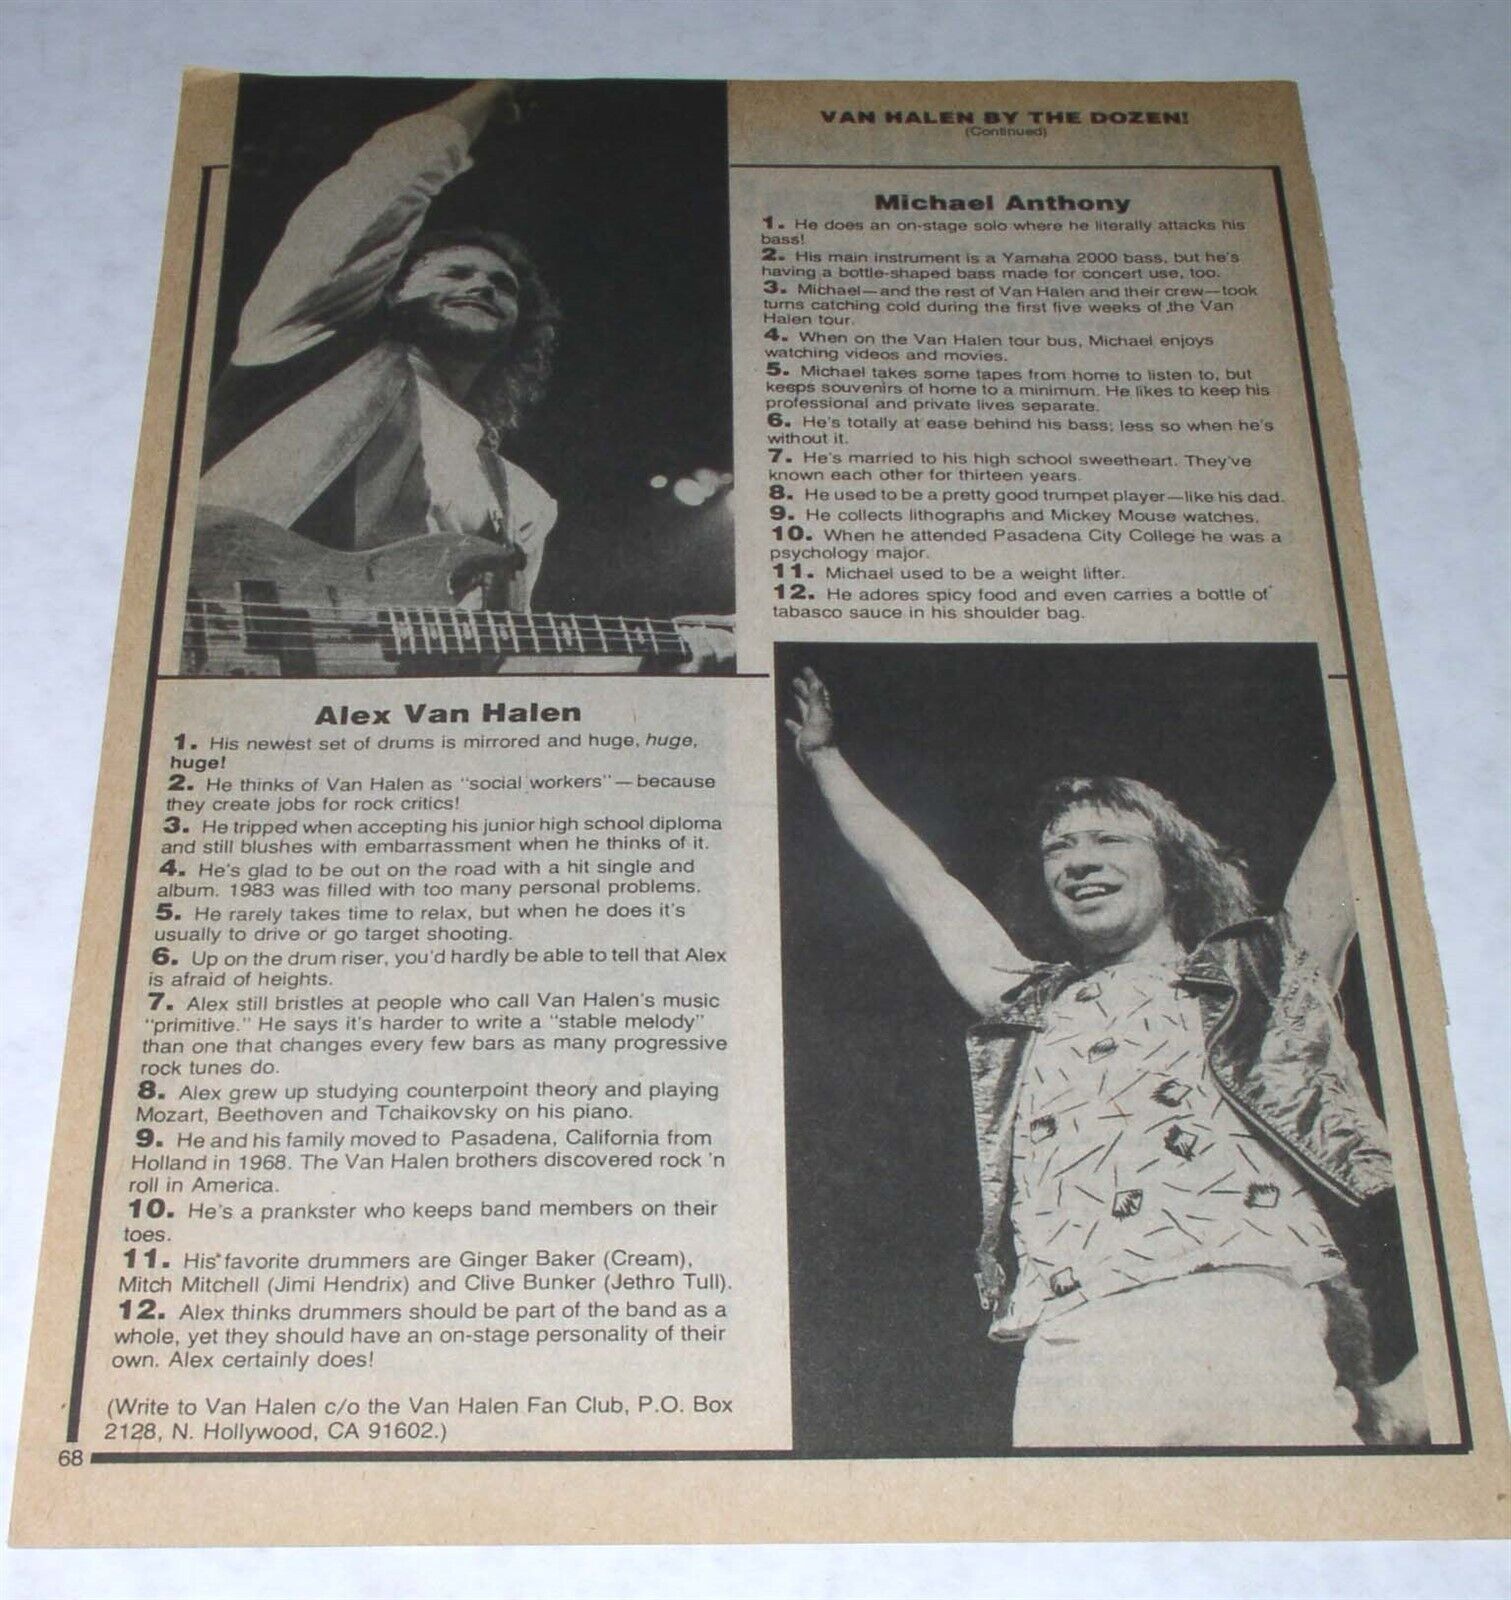 VAN HALEN BY THE DOZEN!
(Continued)
Michael Anthony
1. He does an on-stage solo where he literally attacks his
bass!
2. His main instrument is a Yamaha 2000 bass, but he's
having a bottle-shaped bass made for concert use, too.
3. Michael—and the rest of Van Halen and their crew—took
turns catching cold during the first five weeks of the Van
Halen tour.
4. When on the Van Halen tour bus, Michael enjoys
watching videos and movies.
5. Michael takes some tapes from home to listen to, but
keeps souvenirs of home to a minimum. He likes to keep his
professional and private lives separate.
6. He's totally at ease behind his bass; less so when he's
without it.
7. He's married to his high school sweetheart. They've
known each other for thirteen years.
8. He used to be a pretty good trumpet player—like his dad.
9. He collects lithographs and Mickey Mouse watches.
10. When he attended Pasadena City College he was a
psychology major.
11. Michael used to be a weight lifter.
12. He adores spicy food and even carries a bottle of
tabasco sauce in his shoulder bag.
Alex Van Halen
1. His newest set of drums is mirrored and huge, huge,
huge!
2. He thinks of Van Halen as "social workers"—because
they create jobs for rock critics!
3. He tripped when accepting his junior high school diploma
and still blushes with embarrassment when he thinks of it.
4. He's glad to be out on the road with a hit single and
album. 1983 was filled with too many personal problems.
5. He rarely takes time to relax, but when he does it's
usually to drive or go target shooting.
6. Up on the drum riser, you'd hardly be able to tell that Alex
is afraid of heights.
7. Alex still bristles at people who call Van Halen's music
"primitive." He says it's harder to write a "stable melody"
than one that changes every few bars as many progressive
rock tunes do.
8. Alex grew up studying counterpoint theory and playing
Mozart, Beethoven and Tchaikovsky on his piano.
9. He and his family moved to Pasadena, California from
Holland in 1968. The Van Halen brothers discovered rock 'n
roll in America.
10. He's a prankster who keeps band members on their
toes.
11. His favorite drummers are Ginger Baker (Cream),
Mitch Mitchell (Jimi Hendrix) and Clive Bunker (Jethro Tull).
12. Alex thinks drummers should be part of the band as a
whole, yet they should have an on-stage personality of their
own. Alex certainly does!
(Write to Van Halen c/o the Van Halen Fan Club, P.O. Box
2128, N. Hollywood, CA 91602.)
68